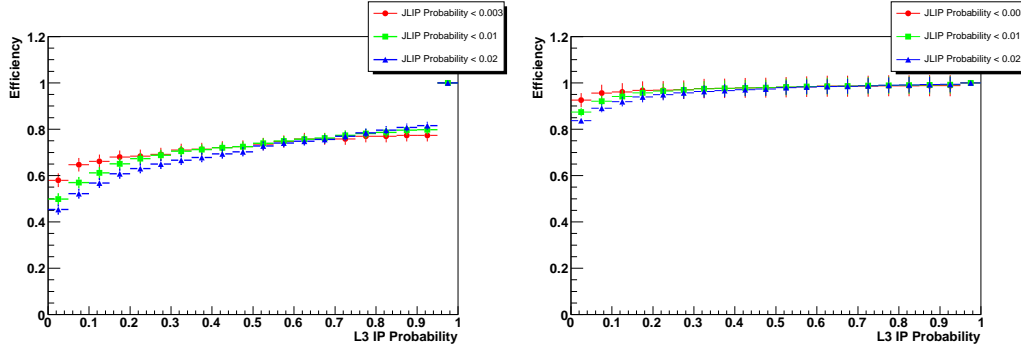 JLIP Probability < 0.003
JLIP Probability < 0.01
JLIP Probability < 0.02
Efficiency
1.2
1
0.8
0.6
0.4
0.2
0
0 0.1 0.2 0.3 0.4 0.5 0.6 0.7 0.8 0.9 1
L3 IP Probability
JLIP Probability < 0.00
JLIP Probability < 0.01
JLIP Probability < 0.02
Efficiency
1.2
1
0.8
0.6
0.4
0.2
0
0 0.1 0.2 0.3 0.4 0.5 0.6 0.7 0.8 0.9 1
L3 IP Probability